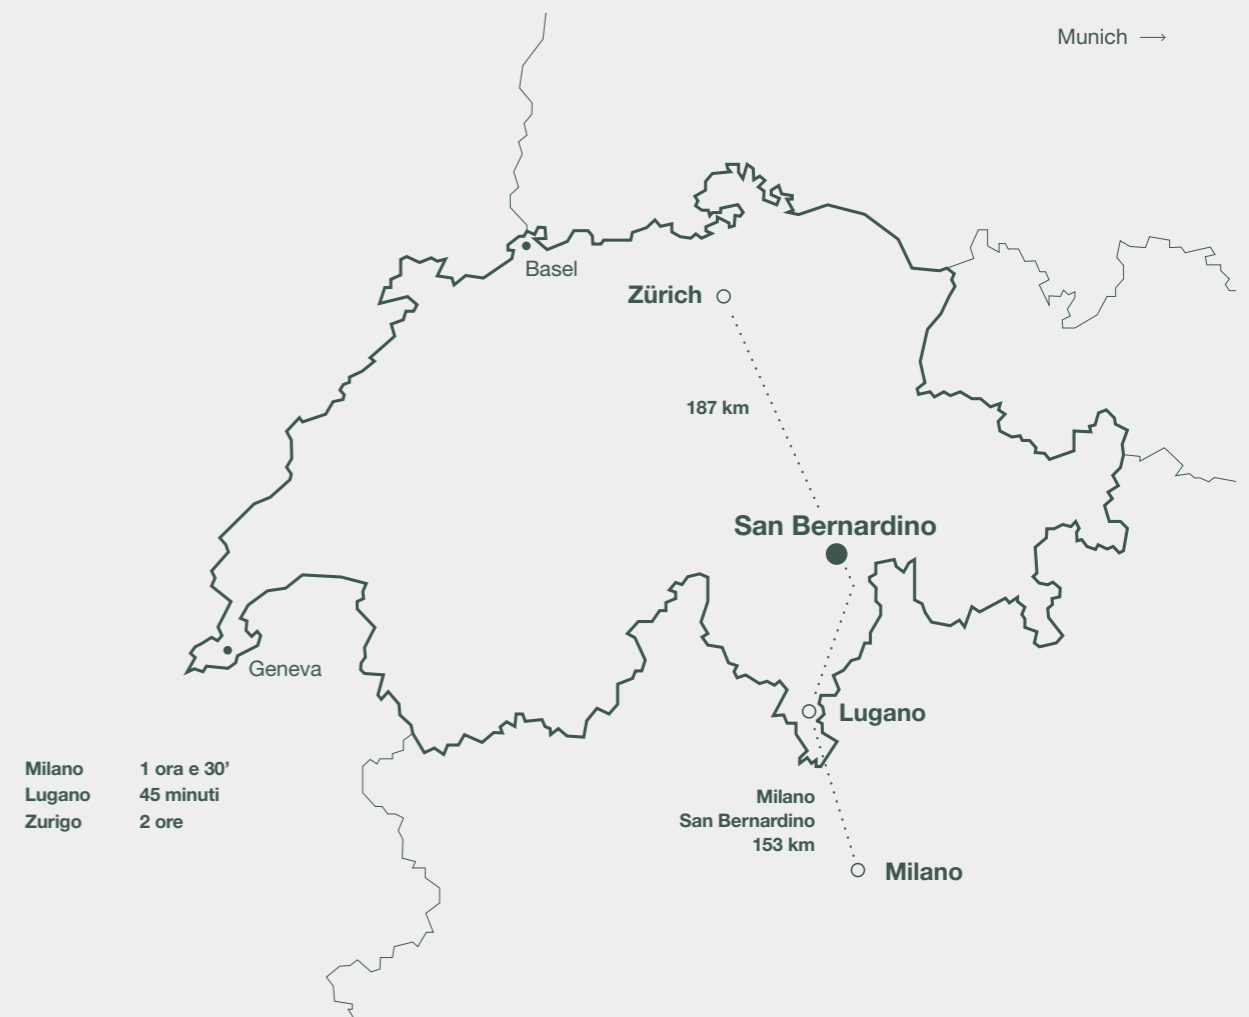 Munich →
Basel
Zürich
187 km
San Bernardino
Geneva
Lugano
Milano 1 ora e 30’
Lugano 45 minuti
Zurigo 2 ore
Milano
San Bernardino
153 km
Milano